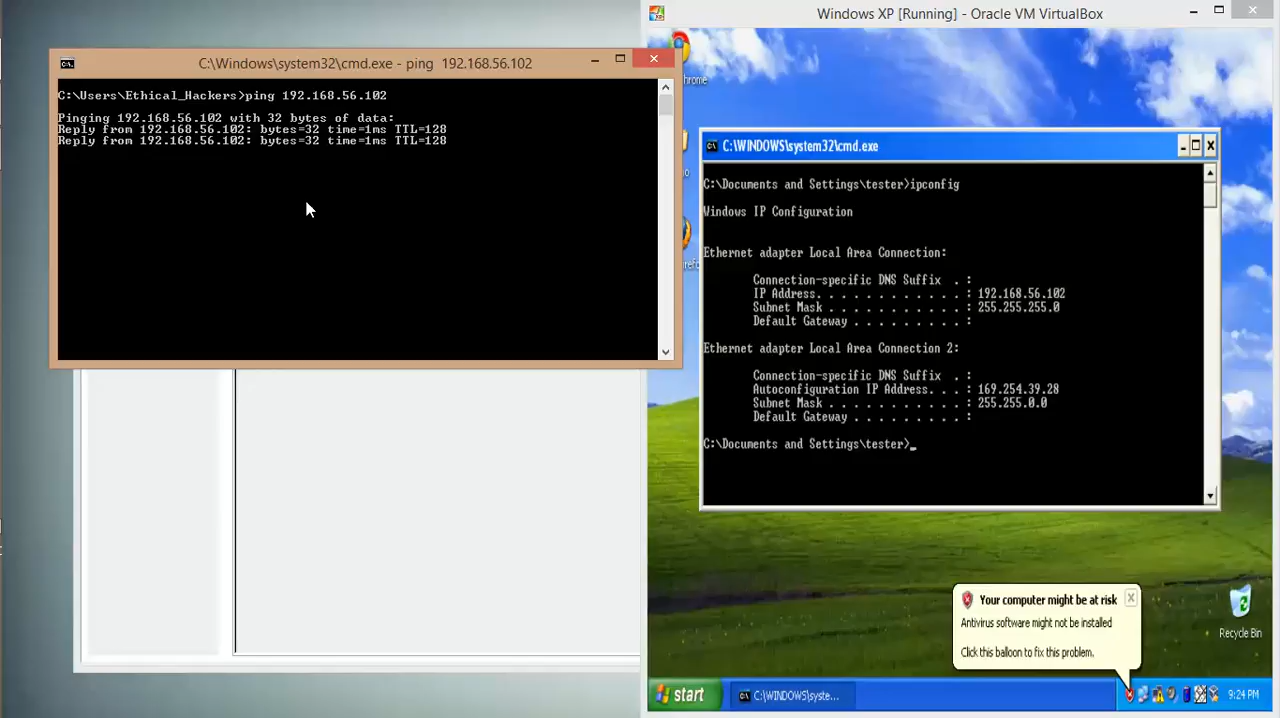 Windows XP [Running] - Oracle VM VirtualBox
C:\Windows\system32\cmd.exe - ping 192.168.56.102
C:\Users\Ethical_Hackers>ping 192.168.56.102
Pinging 192.168.56.102 with 32 bytes of data:
Reply from 192.168.56.102: bytes=32 time=1ms TTL=128
Reply from 192.168.56.102: bytes=32 time=1ms TTL=128
hrome
C:\WINDOWS\system32\cmd.exe
C:\Documents and Settings\tester>ipconfig
Windows IP Configuration
Ethernet adapter Local Area Connection:
Connection-specific DNS Suffix . :
IP Address. . . . . . . . . . . . : 192.168.56.102
Subnet Mask . . . . . . . . . . . : 255.255.255.0
Default Gateway . . . . . . . . . :
Ethernet adapter Local Area Connection 2:
Connection-specific DNS Suffix . :
Autoconfiguration IP Address. . . : 169.254.39.28
Subnet Mask . . . . . . . . . . . : 255.255.0.0
Default Gateway . . . . . . . . . :
C:\Documents and Settings\tester>_
Your computer might be at risk
Antivirus software might not be installed
Click this balloon to fix this problem.
Recycle Bin
start
C:\WINDOWS\syste...
9:24 PM